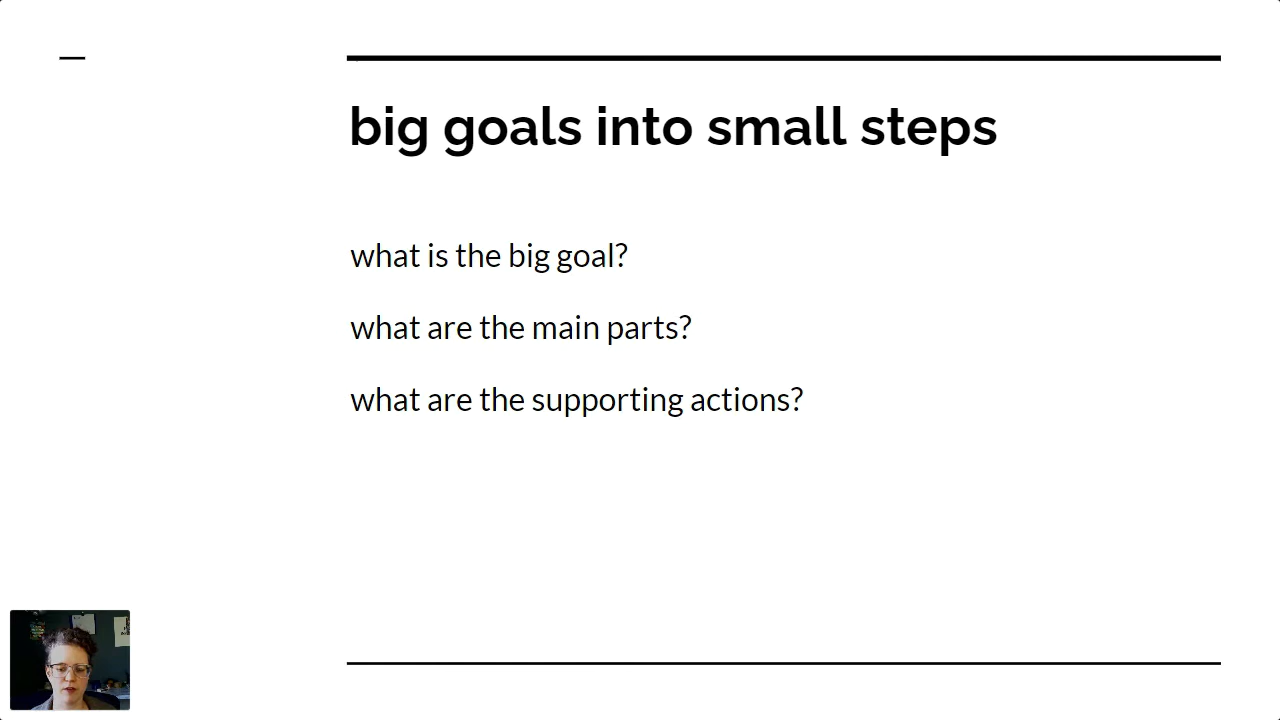 big goals into small steps
what is the big goal?
what are the main parts?
what are the supporting actions?